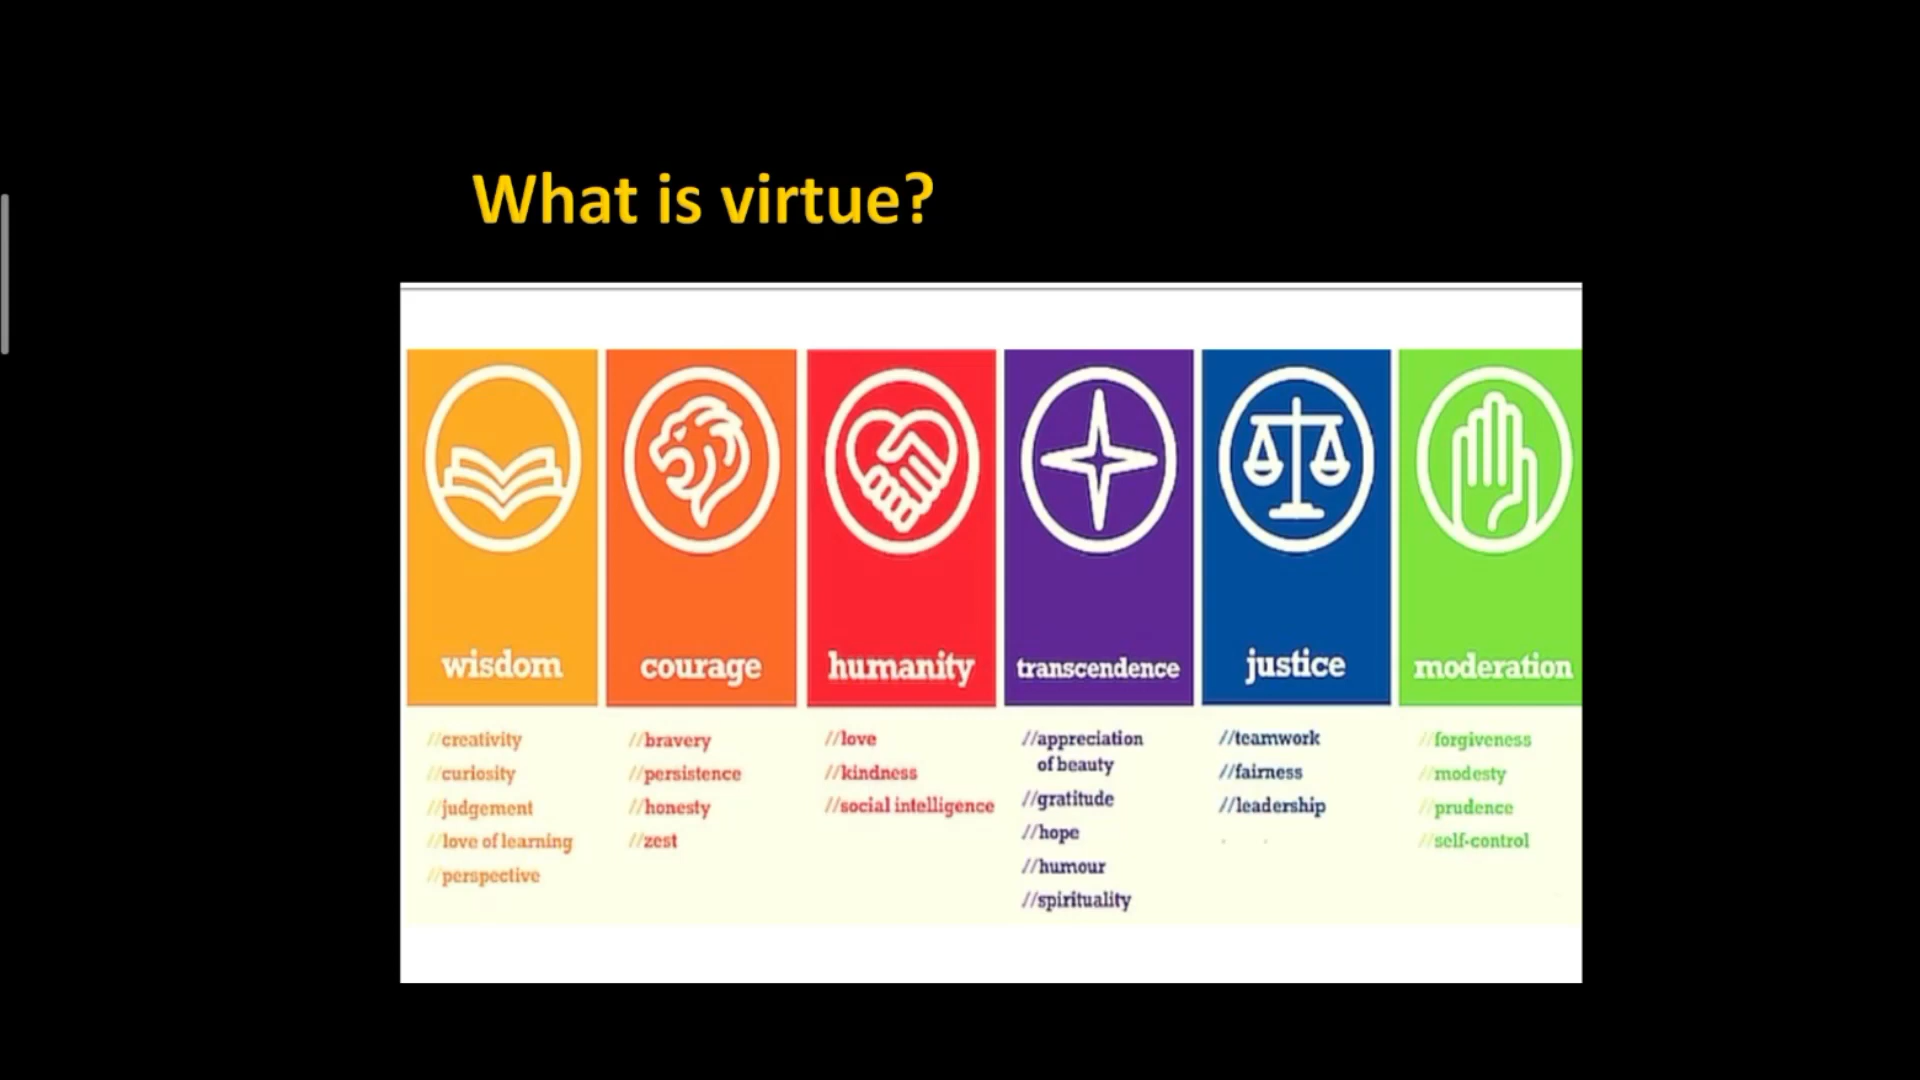 What is virtue?
wisdom
//creativity
//curiosity
//judgement
//love of learning
//perspective
courage
//bravery
//persistence
//honesty
//zest
humanity
//love
//kindness
//social intelligence
transcendence
//appreciation
of beauty
//gratitude
//hope
//humour
//spirituality
justice
//teamwork
//fairness
//leadership
moderation
//forgiveness
//modesty
//prudence
//self-control